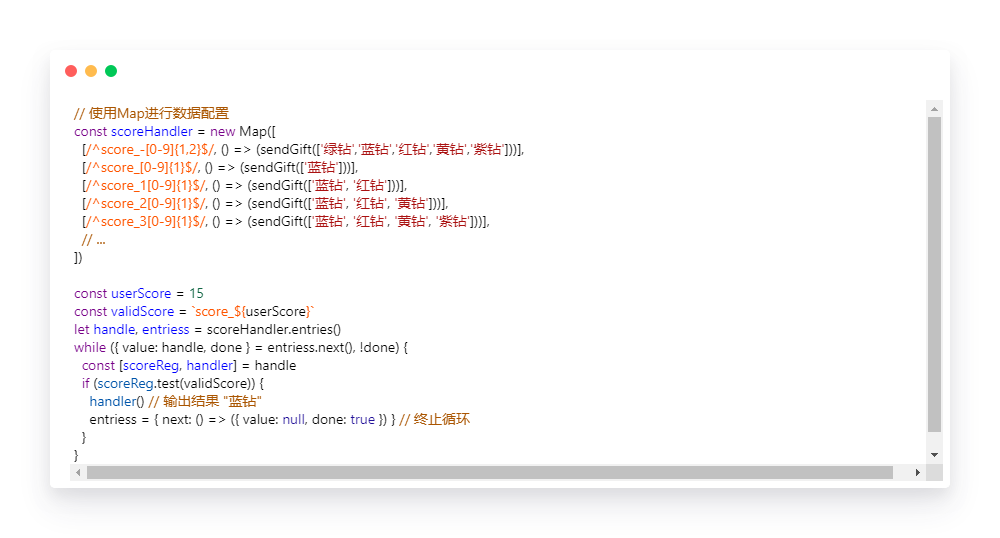 // 使用Map进行数据配置
const scoreHandler = new Map([
  [/^score_-[0-9]{1,2}$/, () => (sendGift(['绿钻','蓝钻','红钻','黄钻','紫钻']))],
  [/^score_[0-9]{1}$/, () => (sendGift(['蓝钻']))],
  [/^score_1[0-9]{1}$/, () => (sendGift(['蓝钻', '红钻']))],
  [/^score_2[0-9]{1}$/, () => (sendGift(['蓝钻', '红钻', '黄钻']))],
  [/^score_3[0-9]{1}$/, () => (sendGift(['蓝钻', '红钻', '黄钻', '紫钻']))],
  // ...
])

const userScore = 15
const validScore = `score_${userScore}`
let handle, entriess = scoreHandler.entries()
while ({ value: handle, done } = entriess.next(), !done) {
  const [scoreReg, handler] = handle
  if (scoreReg.test(validScore)) {
    handler() // 输出结果 "蓝钻"
    entriess = { next: () => ({ value: null, done: true }) } // 终止循环
  }
}